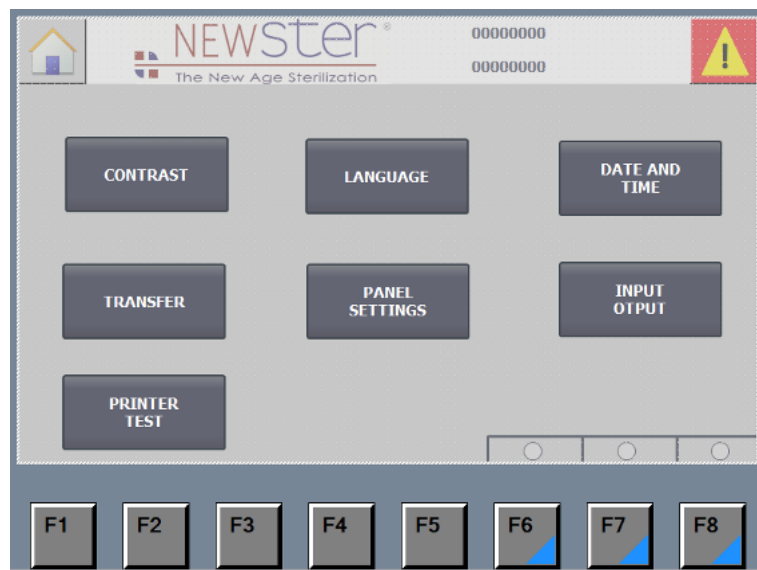 NEWSter®
The New Age Sterilization
00000000
00000000
CONTRAST
LANGUAGE
DATE AND
TIME
TRANSFER
PANEL
SETTINGS
INPUT
OTPUT
PRINTER
TEST
F1
F2
F3
F4
F5
F6
F7
F8